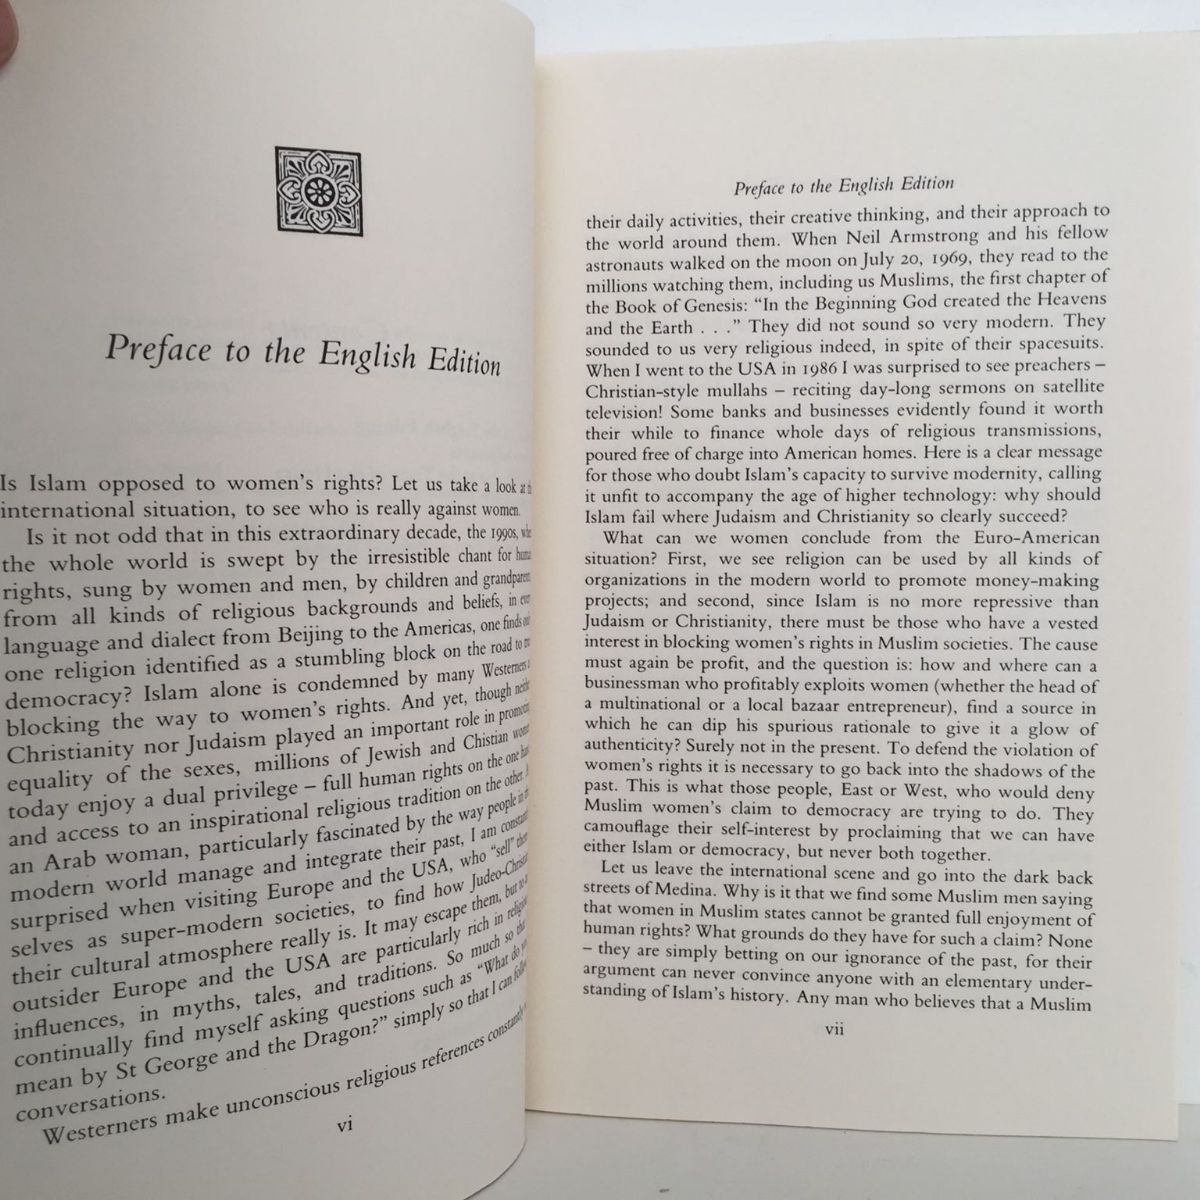 Preface to the English Edition
Is Islam opposed to women's rights? Let us take a look at
international situation, to see who is really against women.
Is it not odd that in this extraordinary decade, the 1990s,
the whole world is swept by the irresistible chant for
rights, sung by women and men, by children and
from all kinds of religious backgrounds and beliefs, in
language and dialect from Beijing to the Americas, one finds
one religion identified as a stumbling block on the road to
democracy? Islam alone is condemned by many Westerners
blocking the way to women's rights. And yet, though
Christianity nor Judaism played an important role in
equality of the sexes, millions of Jewish and Chistian
today enjoy a dual privilege – full human rights on the one
and access to an inspirational religious tradition on the other.
an Arab woman, particularly fascinated by the way people in
modern world manage and integrate their past, I am
surprised when visiting Europe and the USA, who "sell"
selves as super-modern societies, to find how
their cultural atmosphere really is. It may escape them, but
outsider Europe and the USA are particularly rich in
influences, in myths, tales, and traditions. So much so
continually find myself asking questions such as "What do
mean by St George and the Dragon?" simply so that I can
conversations.
Westerners make unconscious religious references constantly
vi
Preface to the English Edition
their daily activities, their creative thinking, and their approach to
the world around them. When Neil Armstrong and his fellow
astronauts walked on the moon on July 20, 1969, they read to the
millions watching them, including us Muslims, the first chapter of
the Book of Genesis: "In the Beginning God created the Heavens
and the Earth . . ." They did not sound so very modern. They
sounded to us very religious indeed, in spite of their spacesuits.
When I went to the USA in 1986 I was surprised to see preachers –
Christian-style mullahs – reciting day-long sermons on satellite
television! Some banks and businesses evidently found it worth
their while to finance whole days of religious transmissions,
poured free of charge into American homes. Here is a clear message
for those who doubt Islam's capacity to survive modernity, calling
it unfit to accompany the age of higher technology: why should
Islam fail where Judaism and Christianity so clearly succeed?
What can we women conclude from the Euro-American
situation? First, we see religion can be used by all kinds of
organizations in the modern world to promote money-making
projects; and second, since Islam is no more repressive than
Judaism or Christianity, there must be those who have a vested
interest in blocking women's rights in Muslim societies. The cause
must again be profit, and the question is: how and where can a
businessman who profitably exploits women (whether the head of
a multinational or a local bazaar entrepreneur), find a source in
which he can dip his spurious rationale to give it a glow of
authenticity? Surely not in the present. To defend the violation of
women's rights it is necessary to go back into the shadows of the
past. This is what those people, East or West, who would deny
Muslim women's claim to democracy are trying to do. They
camouflage their self-interest by proclaiming that we can have
either Islam or democracy, but never both together.
Let us leave the international scene and go into the dark back
streets of Medina. Why is it that we find some Muslim men saying
that women in Muslim states cannot be granted full enjoyment of
human rights? What grounds do they have for such a claim? None
– they are simply betting on our ignorance of the past, for their
argument can never convince anyone with an elementary under-
standing of Islam's history. Any man who believes that a Muslim
vii